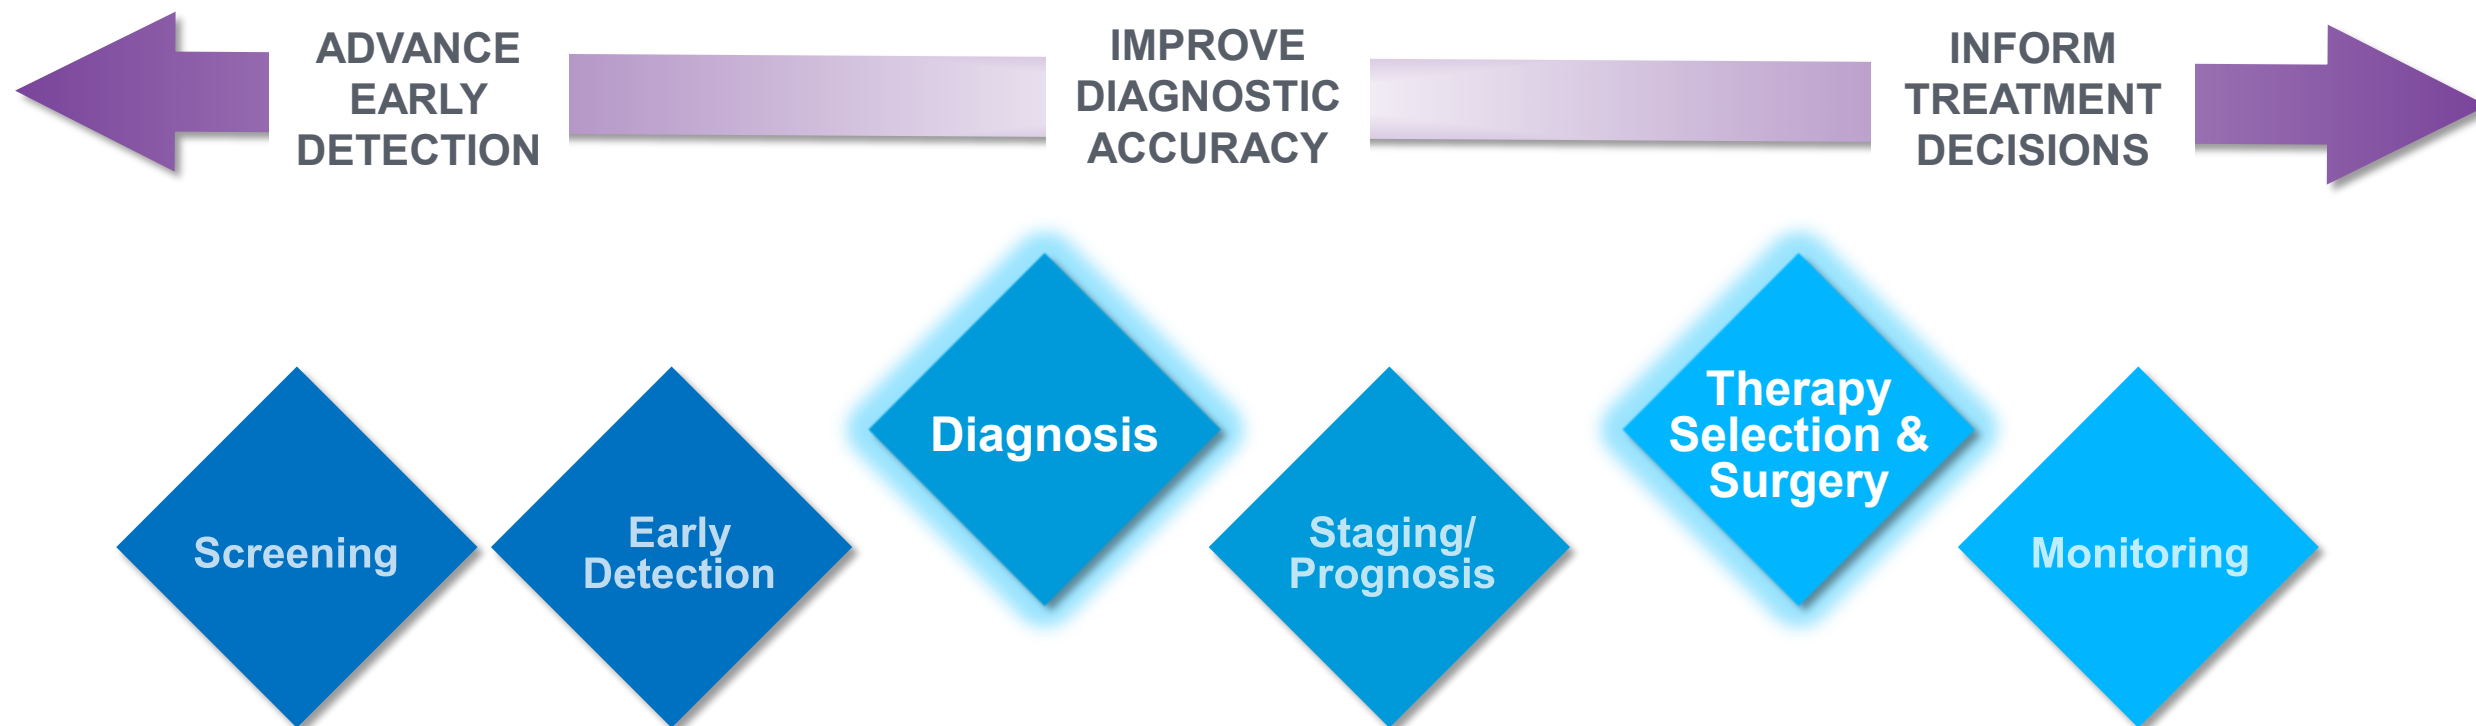 ADVANCE
EARLY
DETECTION
IMPROVE
DIAGNOSTIC
ACCURACY
INFORM
TREATMENT
DECISIONS
Screening
Early
Detection
Diagnosis
Staging/
Prognosis
Therapy
Selection &
Surgery
Monitoring